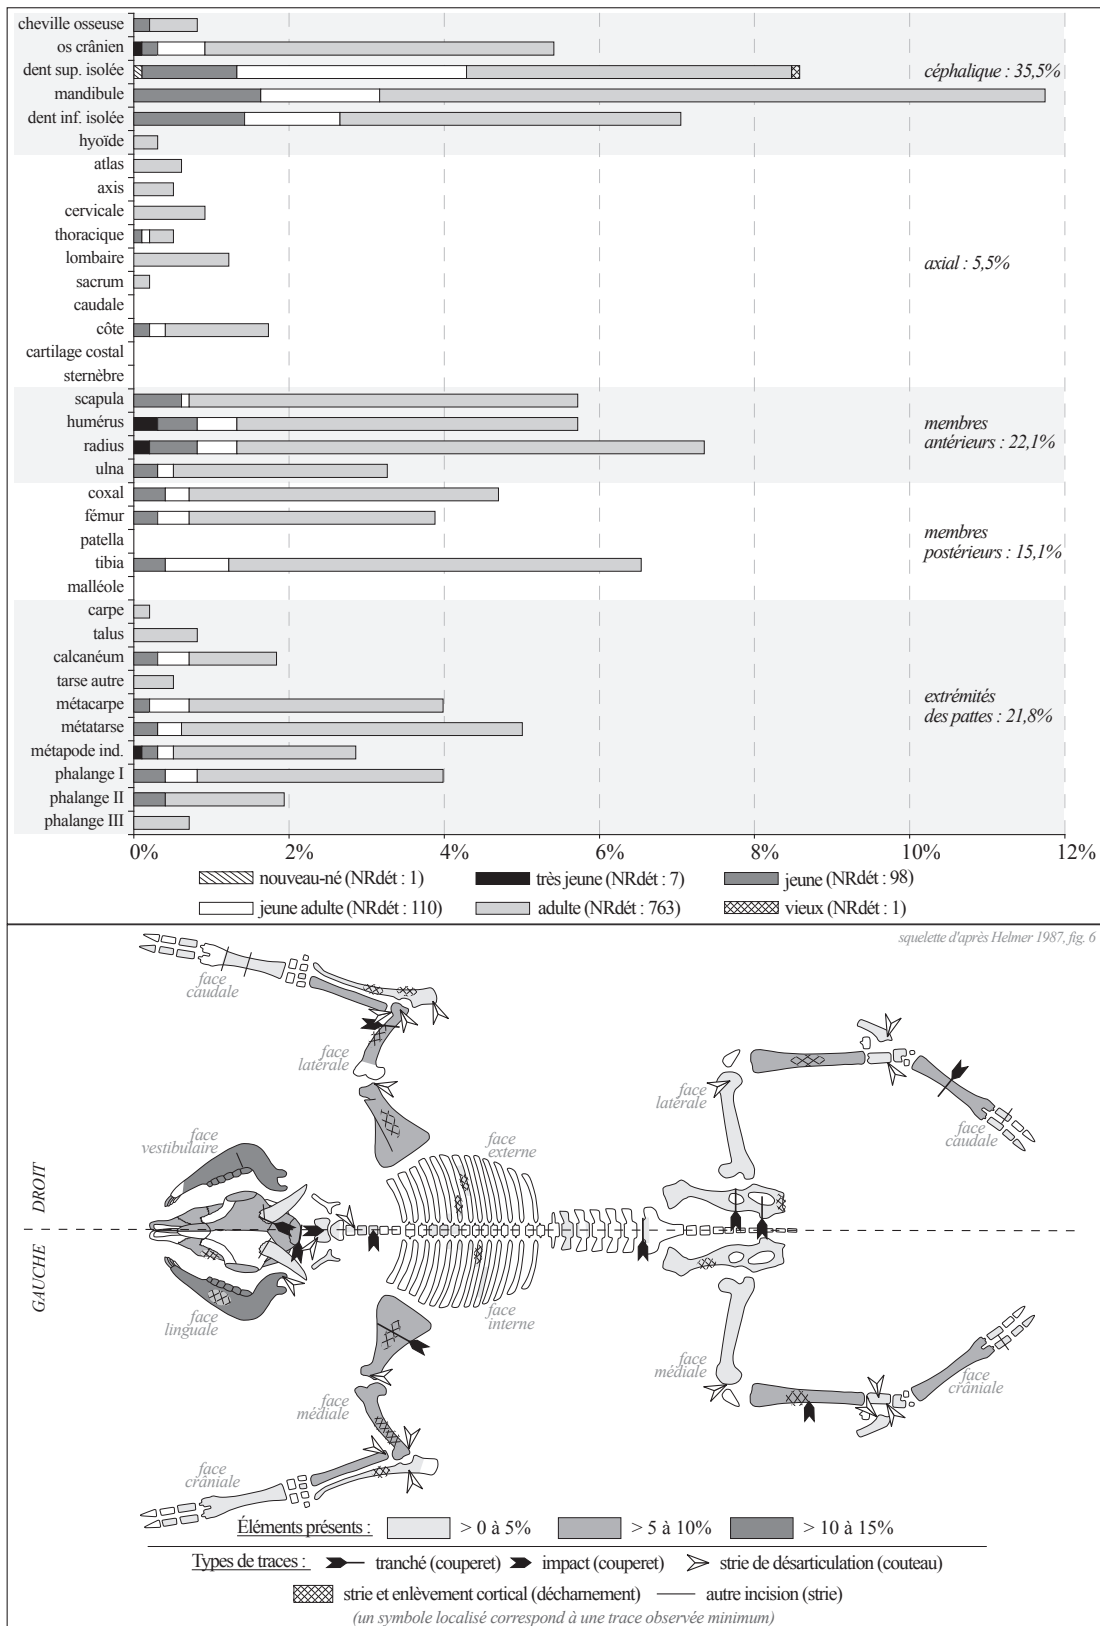 cheville osseuse
os crânien
dent sup. isolée
céphalique : 35,5%
mandibule
dent inf. isolée
hyoïde
atlas
axis
cervicale
thoracique
lombaire
axial : 5,5%
sacrum
caudale
côte
cartilage costal
sternèbre
scapula
humérus
membres
antérieurs : 22,1%
radius
ulna
coxal
fémur
patella
membres
postérieurs : 15,1%
tibia
malléole
carpe
talus
calcanéum
tarse autre
métacarpe
extrémités
des pattes : 21,8%
métatarse
métapode ind.
phalange I
phalange II
phalange III
0% 2% 4% 6% 8% 10% 12%
nouveau-né (NRdét : 1) très jeune (NRdét : 7) jeune (NRdét : 98)
jeune adulte (NRdét : 110) adulte (NRdét : 763) vieux (NRdét : 1)
squelette d'après Helmer 1987, fig. 6
face
caudale
face
latérale
face
latérale
face
caudale
face
vestibulaire
face
externe
DROIT
GAUCHE
face
linguale
face
interne
face
médiale
face
médiale
face
crâniale
face
crâniale
Éléments présents : > 0 à 5% > 5 à 10% > 10 à 15%
Types de traces : tranché (couperet) impact (couperet) strie de désarticulation (couteau)
strie et enlèvement cortical (décharnement) autre incision (strie)
(un symbole localisé correspond à une trace observée minimum)